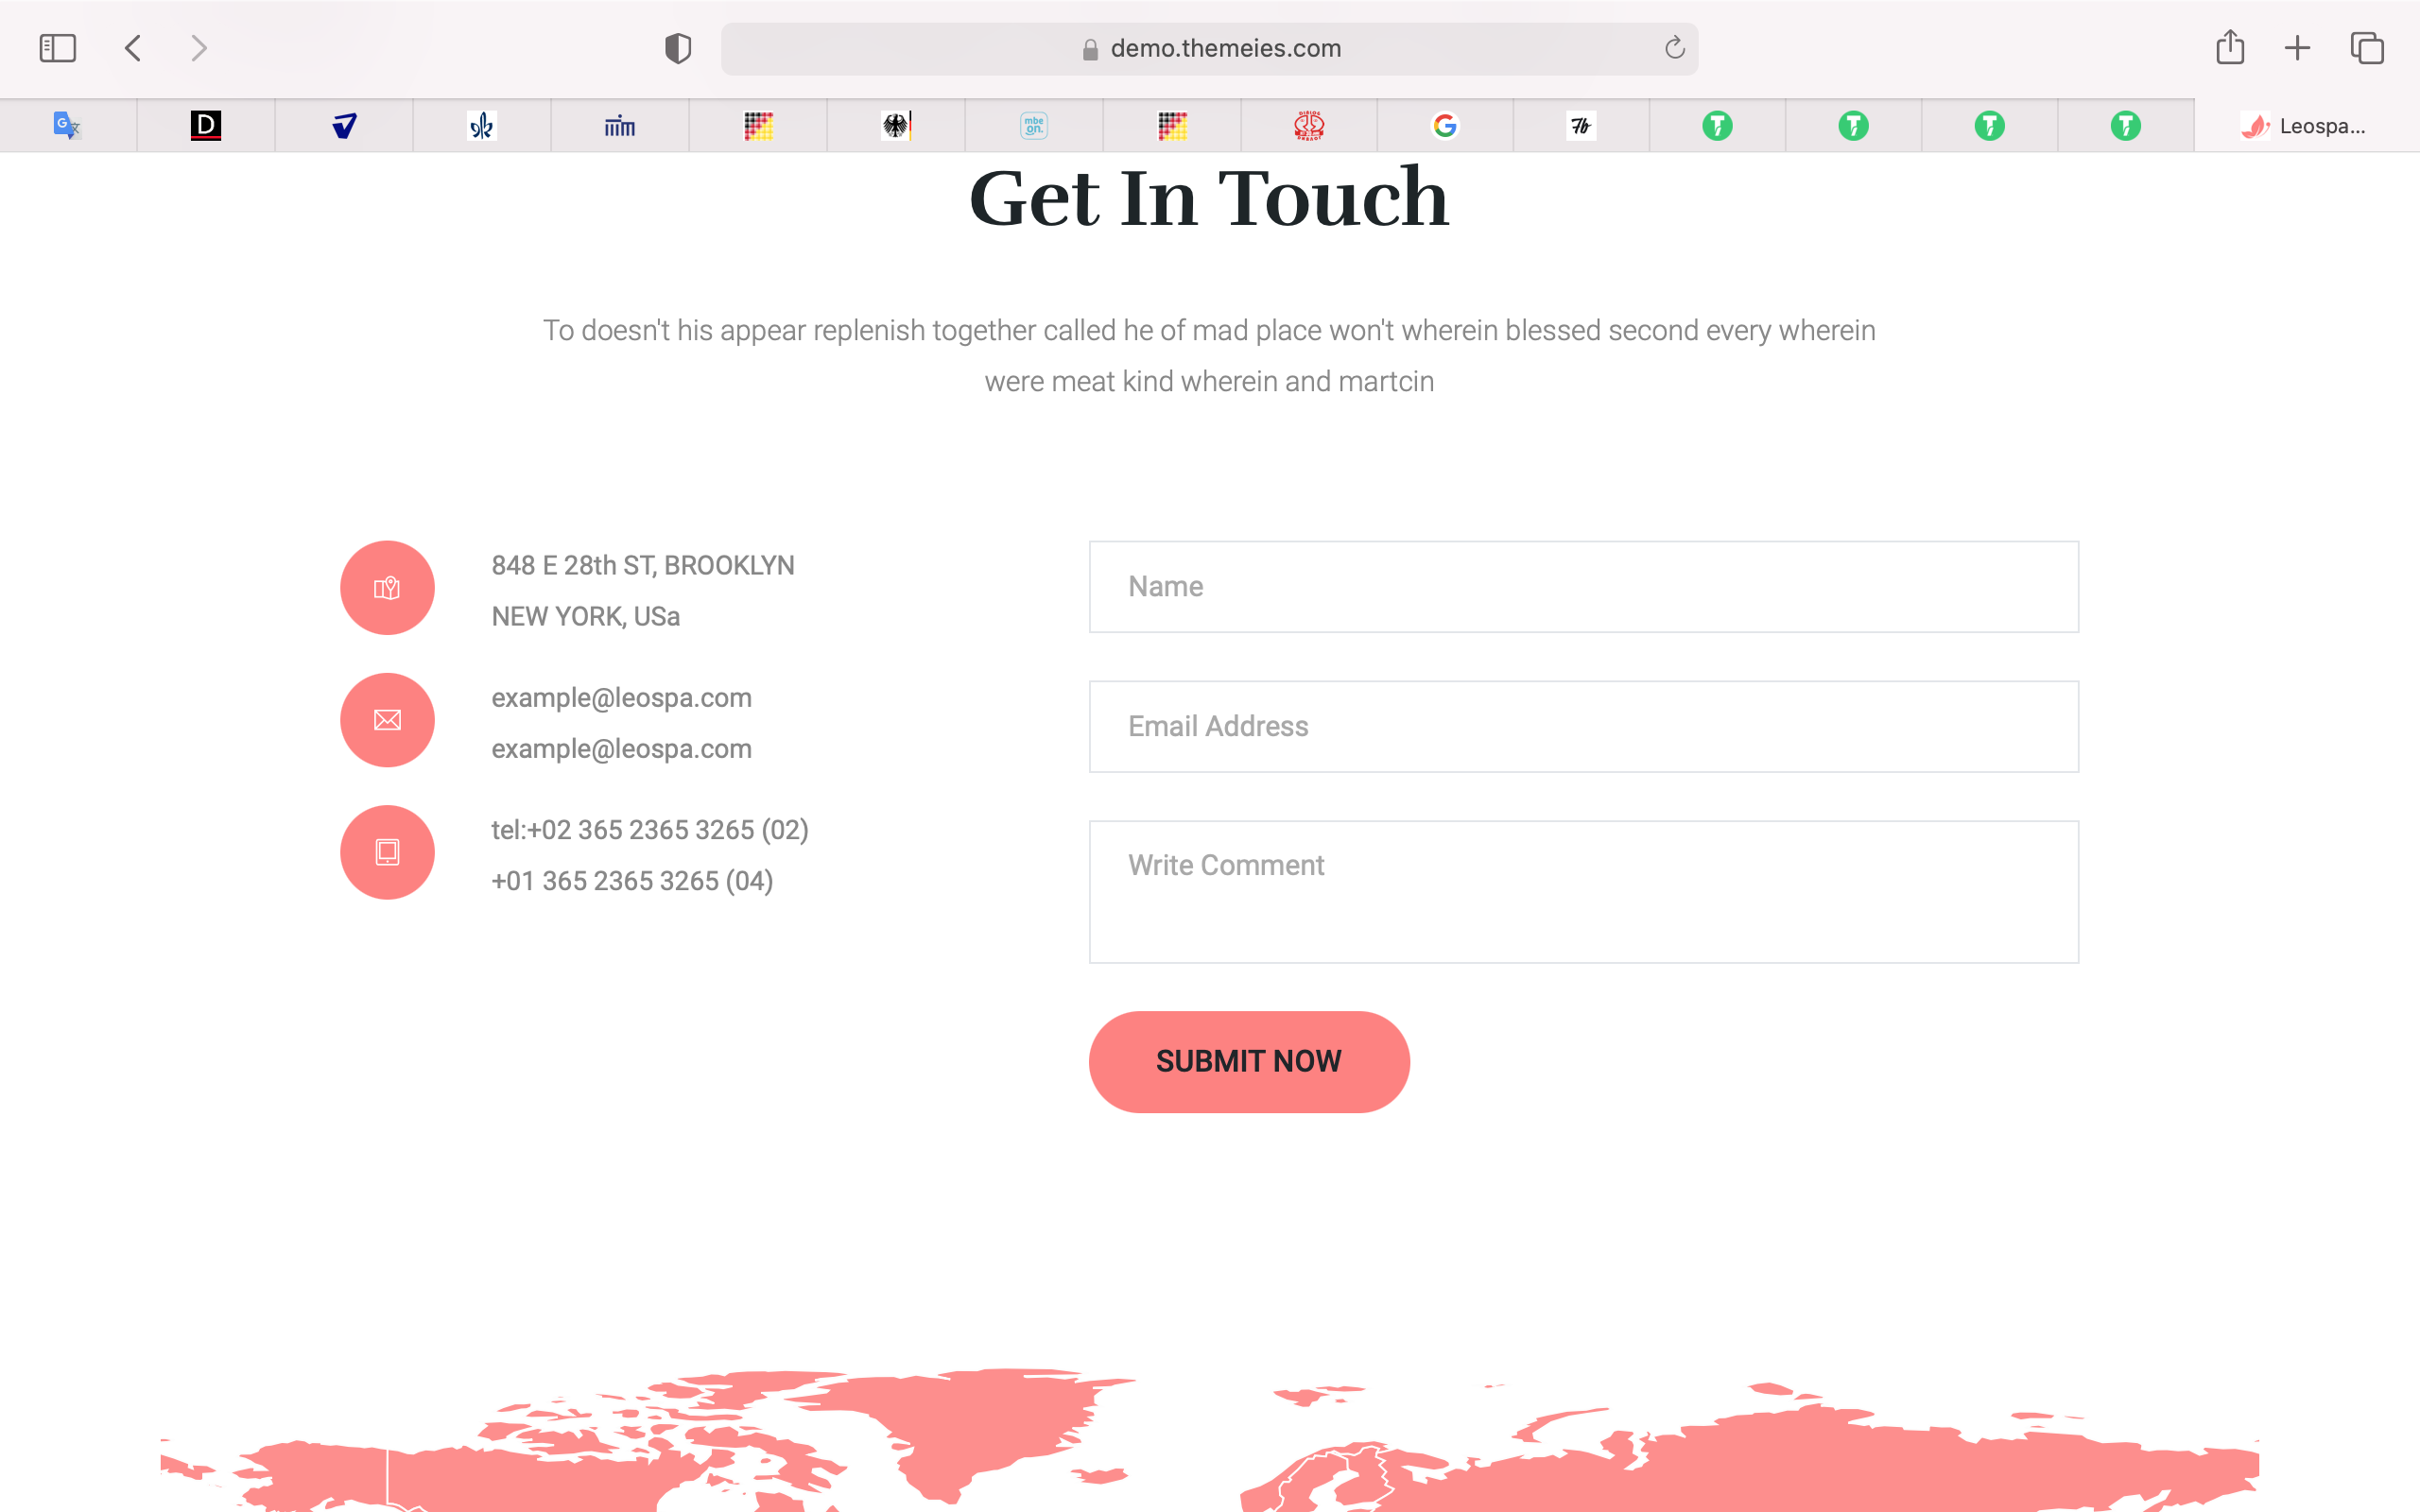 demo.themeies.com
D
mbe
on.
Leospa...
Get In Touch
To doesn't his appear replenish together called he of mad place won't wherein blessed second every wherein
were meat kind wherein and martcin
848 E 28th ST, BROOKLYN
NEW YORK, USa
example@leospa.com
example@leospa.com
tel:+02 365 2365 3265 (02)
+01 365 2365 3265 (04)
Name
Email Address
Write Comment
SUBMIT NOW